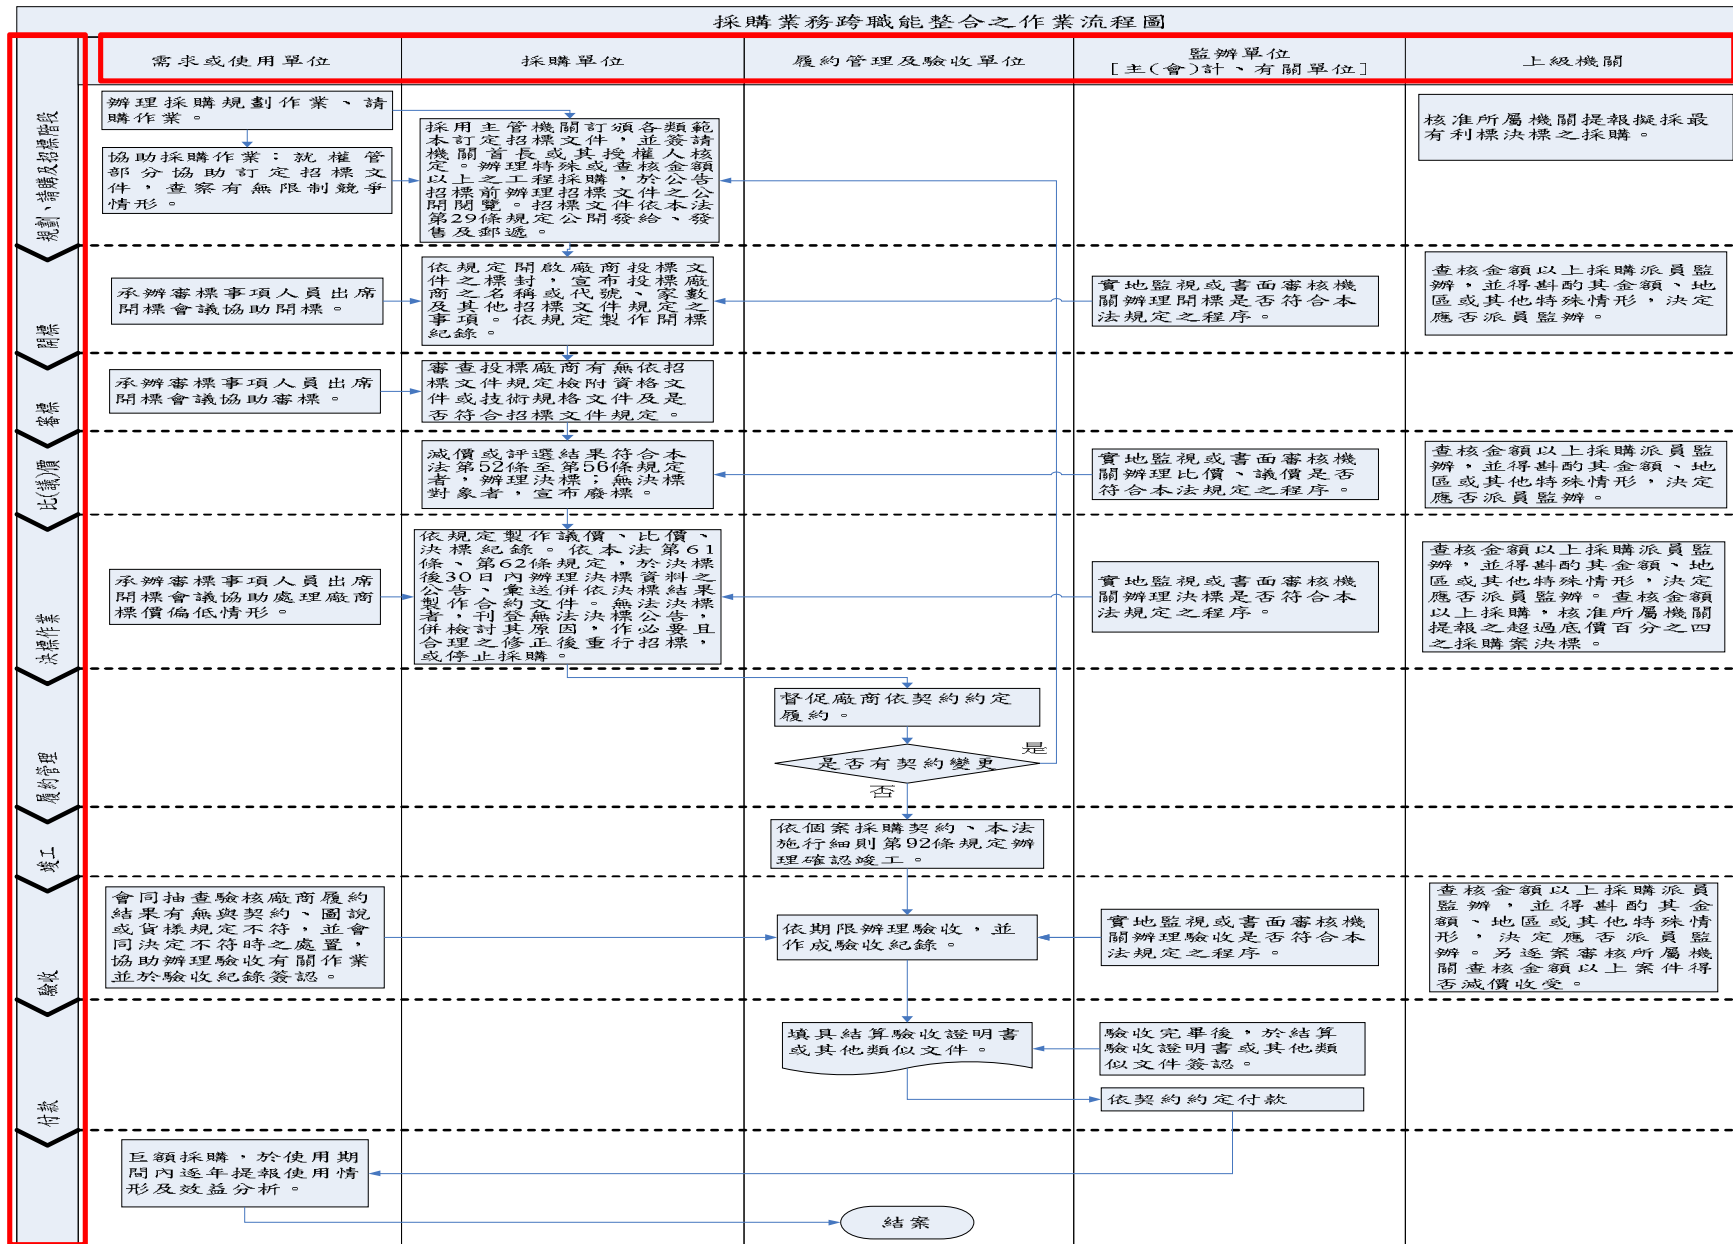 採購業務跨職能整合之作業流程圖
需求或使用單位
採購單位
履約管理及驗收單位
監辦單位
[主(會)計、有關單位]
上級機關
規劃、請購及招標階段
辦理採購規劃作業、請
購作業。
協助採購作業：就權管
部分協助訂定招標文
件，查察有無限制競爭
情形。
採用主管機關訂頒各類範
本訂定招標文件，並簽請
機關首長或其授權人核
定。辦理特殊或查核金額
以上之工程採購，於公告
招標前辦理招標文件之公
開閱覽。招標文件依本法
第29條規定公開發給、發
售及郵遞。
核准所屬機關提報擬採最
有利標決標之採購。
開標
承辦審標事項人員出席
開標會議協助開標。
依規定開啟廠商投標文
件之標封，宣布投標廠
商之名稱或代號、家數
及其他招標文件規定之
事項。依規定製作開標
紀錄。
實地監視或書面審核機
關辦理開標是否符合本
法規定之程序。
查核金額以上採購派員監
辦，並得斟酌其金額、地
區或其他特殊情形，決定
應否派員監辦。
審標
承辦審標事項人員出席
開標會議協助審標。
審查投標廠商有無依招
標文件規定檢附資格文
件或技術規格文件及是
否符合招標文件規定。
比(議)價
減價或評選結果符合本
法第52條至第56條規定
者，辦理決標；無決標
對象者，宣布廢標。
實地監視或書面審核機
關辦理比價、議價是否
符合本法規定之程序。
查核金額以上採購派員監
辦，並得斟酌其金額、地
區或其他特殊情形，決定
應否派員監辦。
決標作業
承辦審標事項人員出席
開標會議協助處理廠商
標價偏低情形。
依規定製作議價、比價、
決標紀錄。依本法第61
條、第62條規定，於決標
後30日內辦理決標資料之
公告、彙送併依決標結果
製作合約文件。無法決標
者，刊登無法決標公告，
併檢討其原因，作必要且
合理之修正後重行招標，
或停止採購。
實地監視或書面審核機
關辦理決標是否符合本
法規定之程序。
查核金額以上採購派員監
辦，並得斟酌其金額、地
區或其他特殊情形，決定
應否派員監辦。查核金額
以上採購，核准所屬機關
提報之超過底價百分之四
之採購案決標。
履約管理
督促廠商依契約約定
履約。
是否有契約變更
是
否
竣工
依個案採購契約、本法
施行細則第92條規定辦
理確認竣工。
驗收
會同抽查驗核廠商履約
結果有無與契約、圖說
或貨樣規定不符，並會
同決定不符時之處置，
協助辦理驗收有關作業
並於驗收紀錄簽認。
依期限辦理驗收，並
作成驗收紀錄。
實地監視或書面審核機
關辦理驗收是否符合本
法規定之程序。
查核金額以上採購派員
監辦，並得斟酌其金
額、地區或其他特殊情
形，決定應否派員監
辦。另逐案審核所屬機
關查核金額以上案件得
否減價收受。
付款
填具結算驗收證明書
或其他類似文件。
驗收完畢後，於結算
驗收證明書或其他類
似文件簽認。
依契約約定付款
巨額採購，於使用期
間內逐年提報使用情
形及效益分析。
結案